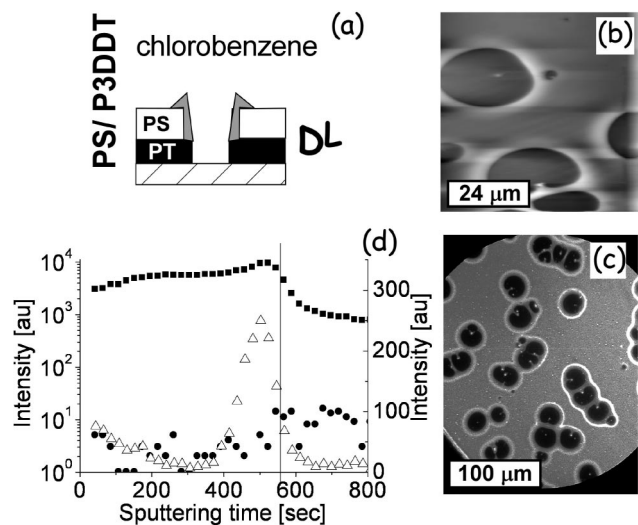 (a)
chlorobenzene
PS/ P3DDT
PS
PT
DL
(b)
24 μm
(c)
100 μm
(d)
Intensity [au]
10⁴
10³
10²
10¹
10⁰
0 200 400 600 800
Sputtering time [sec]
300
200
100
0
Intensity [au]